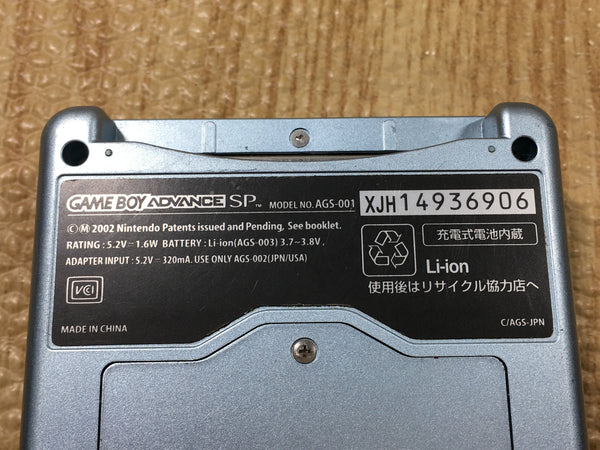 GAME BOY ADVANCE SP™ MODEL NO. AGS-001 XJH14936906
©Ⓜ 2002 Nintendo Patents issued and Pending, See booklet.
RATING : 5.2V⎓1.6W BATTERY : Li-ion(AGS-003) 3.7~3.8V.
ADAPTER INPUT : 5.2V⎓320mA. USE ONLY AGS-002(JPN/USA)
VCI
MADE IN CHINA
充電式電池内蔵
Li-ion
使用後はリサイクル協力店へ
C/AGS-JPN